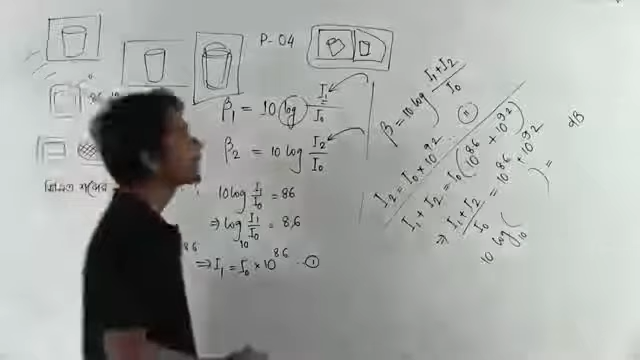 P-04
β₁ = 10 log I₁/I₀
β₂ = 10 log I₂/I₀
10 log I₁/I₀ = 86
⇒ log₁₀ I₁/I₀ = 8.6
⇒ I₁ = I₀ × 10^8.6 ... ①
β = 10 log (I₁+I₂)/I₀
I₂ = I₀ × 10^9.2 ... ⑪
I₁ + I₂ = I₀ (10^8.6 + 10^9.2)
⇒ (I₁+I₂)/I₀ = 10^8.6 + 10^9.2
10 log₁₀ ( ) = dB